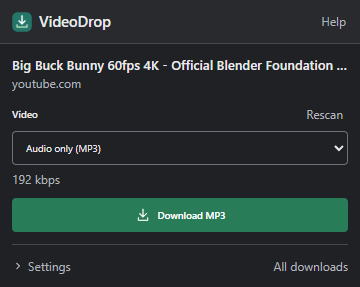 VideoDrop
Help
Big Buck Bunny 60fps 4K - Official Blender Foundation ...
youtube.com
Video
Rescan
Audio only (MP3)
192 kbps
Download MP3
Settings
All downloads